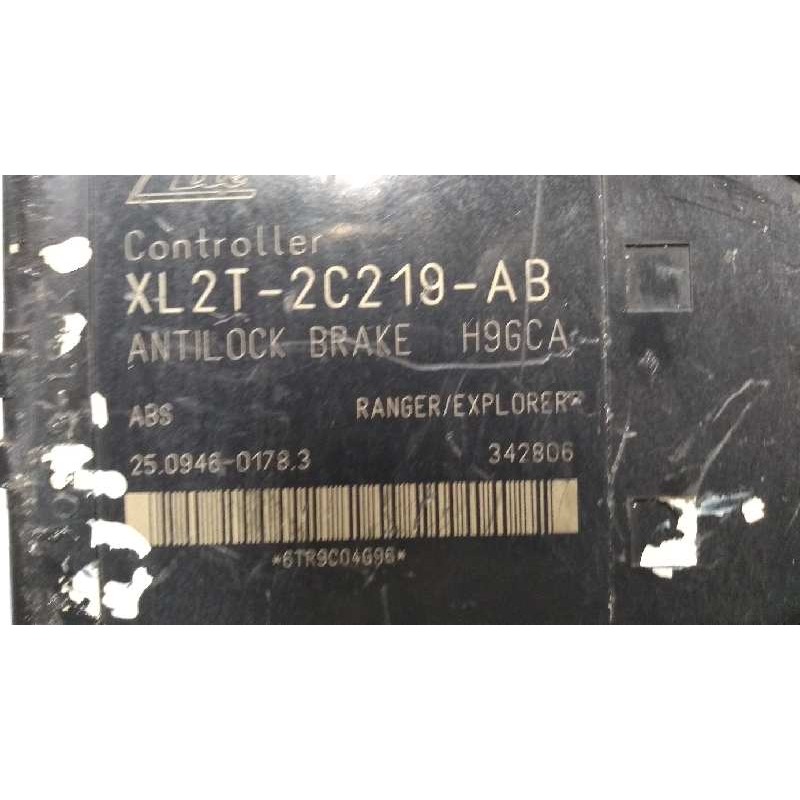 Controller
XL2T-2C219-AB
ANTILOCK BRAKE H9GCA
ABS RANGER/EXPLORER
25.0946-0178.3 342806
*6TR9C04G96*